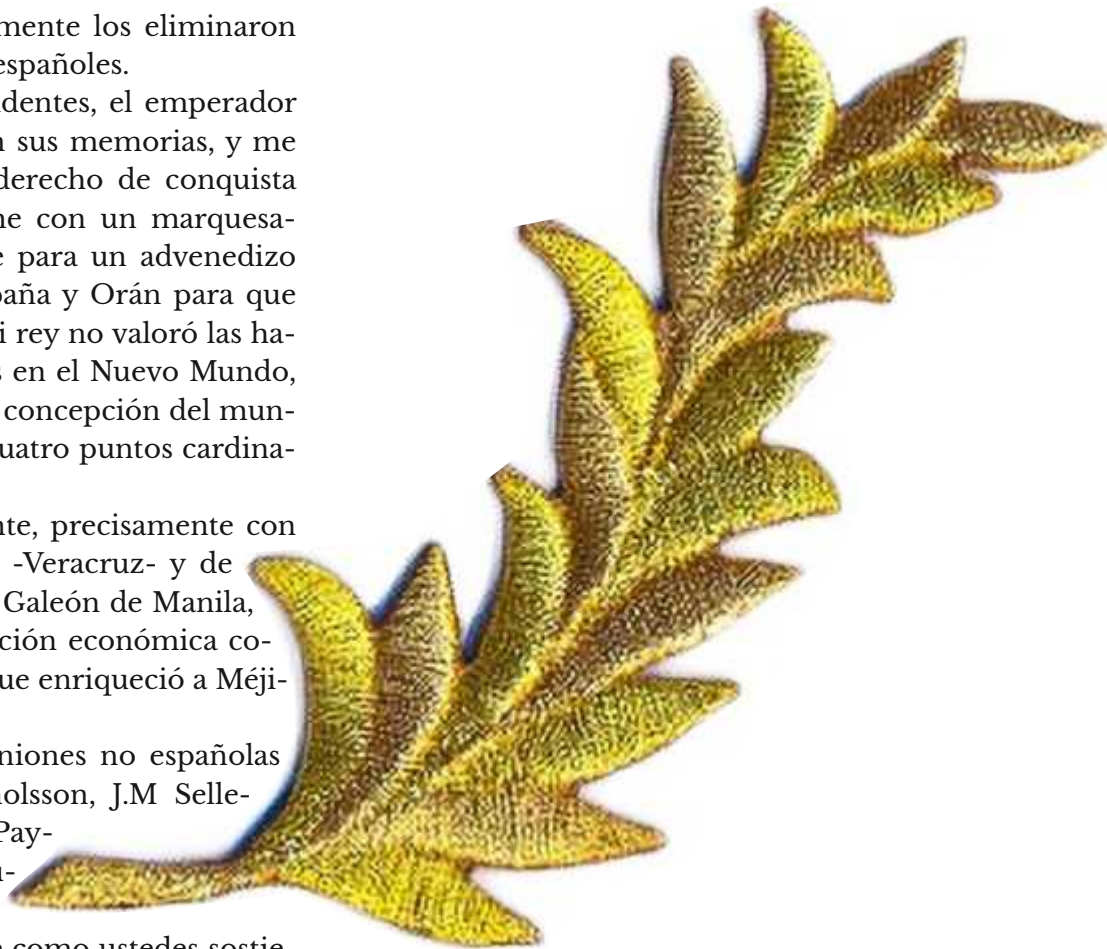 mente los eliminaron
españoles.
dentes, el emperador
sus memorias, y me
derecho de conquista
ne con un marquesa-
para un advenedizo
paña y Orán para que
i rey no valoró las ha-
s en el Nuevo Mundo,
concepción del mun-
uatro puntos cardina-
nte, precisamente con
-Veracruz- y de
Galeón de Manila,
ción económica co-
ue enriqueció a Méji-
niones no españolas
olsson, J.M Selle-
Pay-
como ustedes sostie